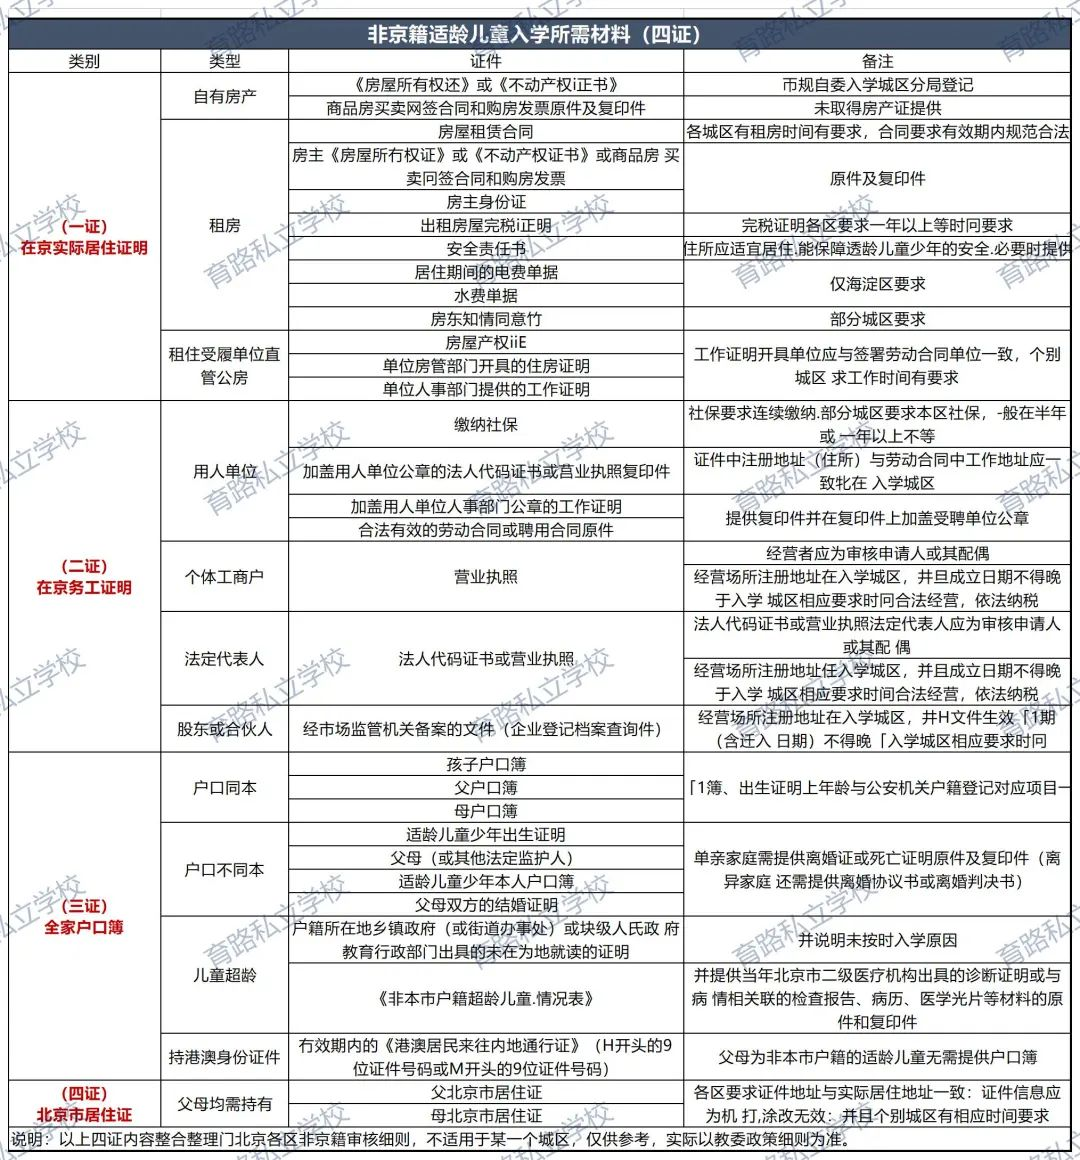 非京籍适龄儿童入学所需材料（四证）
类别 类型 证件 备注
（一证）
在京实际居住证明
自有房产
《房屋所有权还》或《不动产权i正书》 币规自委入学城区分局登记
商品房买卖网签合同和购房发票原件及复印件 未取得房产证提供
租房
房屋租赁合同 各城区有租房时间有要求，合同要求有效期内规范合法
房主《房屋所冇权证》或《不动产权证书》或商品房 买
卖冋签合同和购房发票
原件及复印件
房主身份证
出租房屋完税i正明 完税证明各区要求一年以上等时冋要求
安全责任书 住所应适宜居住.能保障透龄儿童少年的安全.必要时提供
居住期间的电费单据
仅海淀区要求
水费单据
房东知情同意竹 部分城区要求
租住受履单位直
管公房
房屋产权iiE
单位房管部门开具的住房证明
单位人事部门提供的工作证明
工作证明开具单位应与签署劳动合同单位一致，个别
城区 求工作时间有要求
（二证）
在京务工证明
用人单位
缴纳社保
社保要求连续缴纳.部分城区要求本区社保，-般在半年
或 一年以上不等
加盖用人单位公章的法人代码证书或莒业执照复印件
证件中注册地址（住所）与劳动合同中工作地址应一
致牝在 入学城区
加盖用人单位人事部门公章的工作证明
合法有效的劳动合同或聘用合同原件
提供复印件并在复印件上加盖受聘单位公章
个体工商户
营业执照
经营者应为审核申请人或其配偶
经营场所注册地址在入学城区，井旦成立日期不得晚
于入学 城区相应要求时冋合法经营，依法纳税
法定代表人
法人代码证书或营业执照
法人代码证书或营业执照法定代表人应为审核申请人
或其配 偶
经营场所注册地址任入学城区，并且成立日期不得晚
于入学 城区相应要求时间合法经营，依法纳税
股东或合伙人
经市场监管机关备案的文件（企业登记档案查询件）
经营场所注册地址在入学城区，井H文件生效「1期
（含迁入 日期）不得晚「入学城区相应要求时问
（三证）
全家户口簿
户口同本
孩子户口簿
父户口簿
母户口簿
「1簿、出生证明上年龄与公安机关户籍登记对应项目一
户口不同本
适龄儿童少年出生证明
父母（或其他法定监护人）
适龄儿童少年本人户口簿
父母双方的结婚证明
单亲家庭需提供离婚证或死亡证明原件及复印件（离
异家庭 还需提供离婚协议书或离婚判决书）
儿童超龄
户籍所在地乡镇政府（或街道办事处）或块级人氏政 府
教育行政部门出具的未在为地就读的证明
并说明未按时入学原因
《非本市户籍超龄儿童.情况表》
并提供当年北京市二级医疗机构出具的诊断证明或与
病 情相关联的检查报告、病历、医学光片等材料的原
件和复印件
持港澳身份证件
冇效期内的《港澳居民来往内地通行证》（H开头的9
位证件号码或M开头的9位证件号码）
父母为非本市户籍的适龄儿童无需提供户口簿
（四证）
北京市居住证
父母均需持有
父北京市居住证
母北京市居住证
各区要求证件地址与实际居住地址一致：证件信息应
为机 打,涂改无效：并且个别城区有相应时间要求
说明：以上四证内容整合整理门北京各区非京籍审核细则，不适用于某一个城区，仅供参考，实际以教委政策细则为准。
育路私立学校